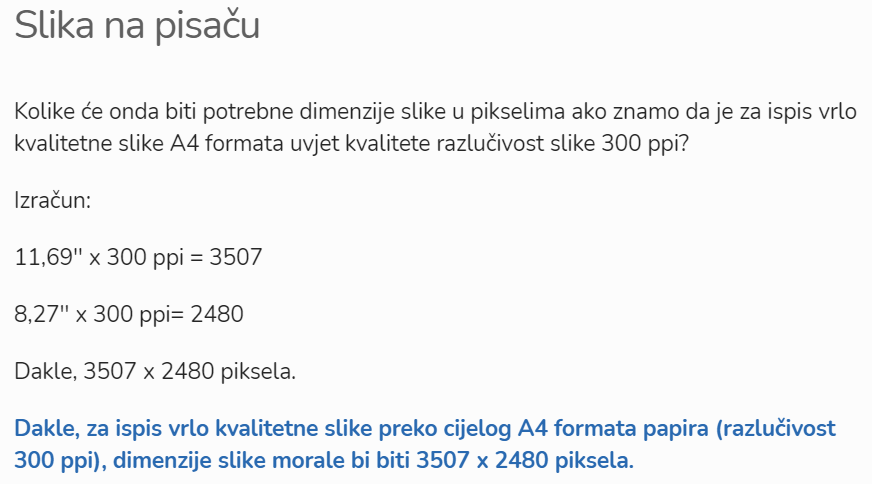 Slika na pisaču
Kolike će onda biti potrebne dimenzije slike u pikselima ako znamo da je za ispis vrlo
kvalitetne slike A4 formata uvjet kvalitete razlučivost slike 300 ppi?
Izračun:
11,69" x 300 ppi = 3507
8,27" x 300 ppi= 2480
Dakle, 3507 x 2480 piksela.
Dakle, za ispis vrlo kvalitetne slike preko cijelog A4 formata papira (razlučivost
300 ppi), dimenzije slike morale bi biti 3507 x 2480 piksela.